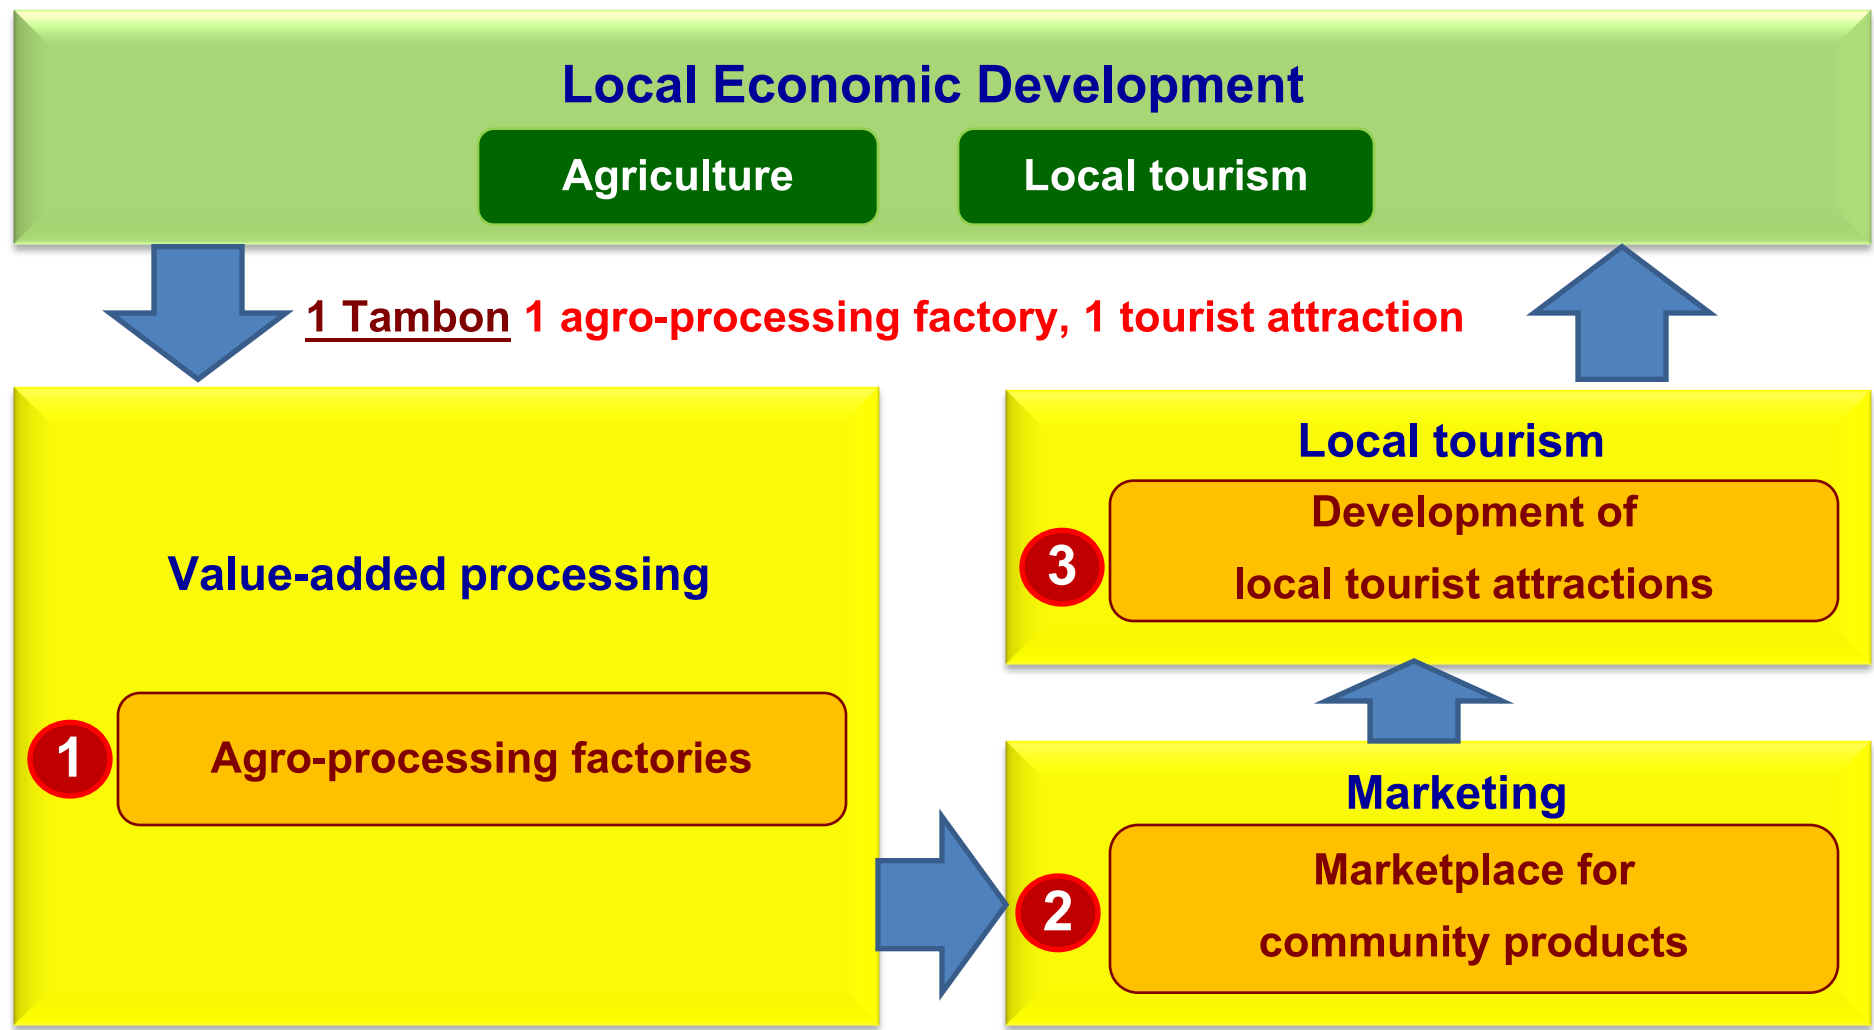 Local Economic Development
Agriculture
Local tourism
1 Tambon 1 agro-processing factory, 1 tourist attraction
Value-added processing
1
Agro-processing factories
Local tourism
3
Development of
local tourist attractions
Marketing
2
Marketplace for
community products